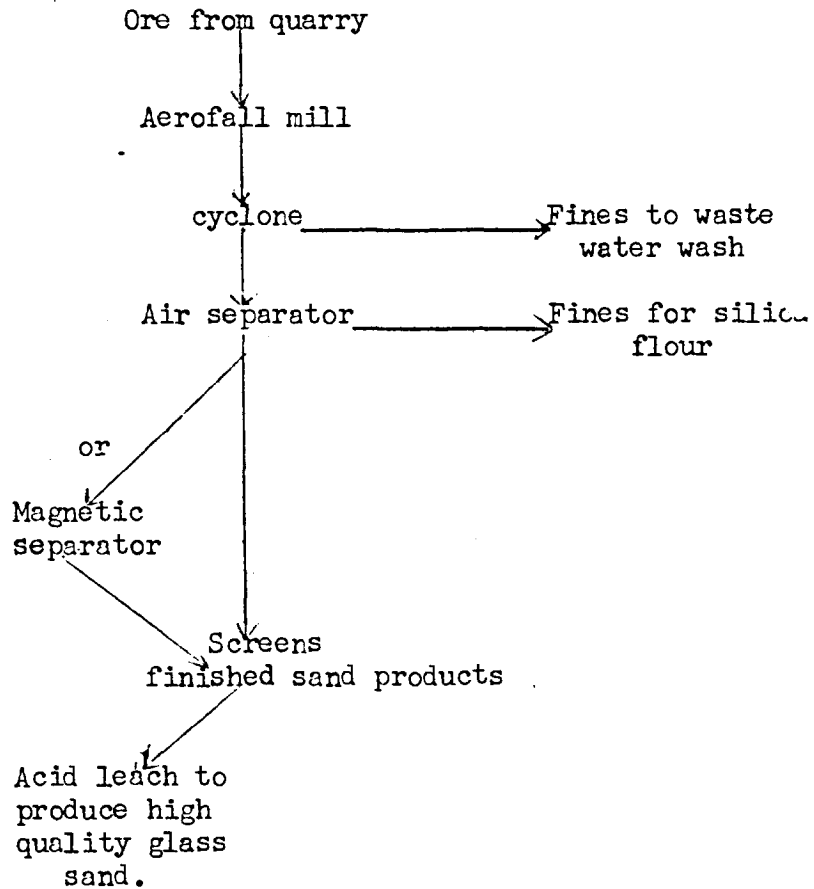 Ore from quarry
Aerofall mill
cyclone
Fines to waste
water wash
Air separator
Fines for
flour
or
Magnetic
separator
Screens
finished sand products
Acid leach to
produce high
quality glass
sand.